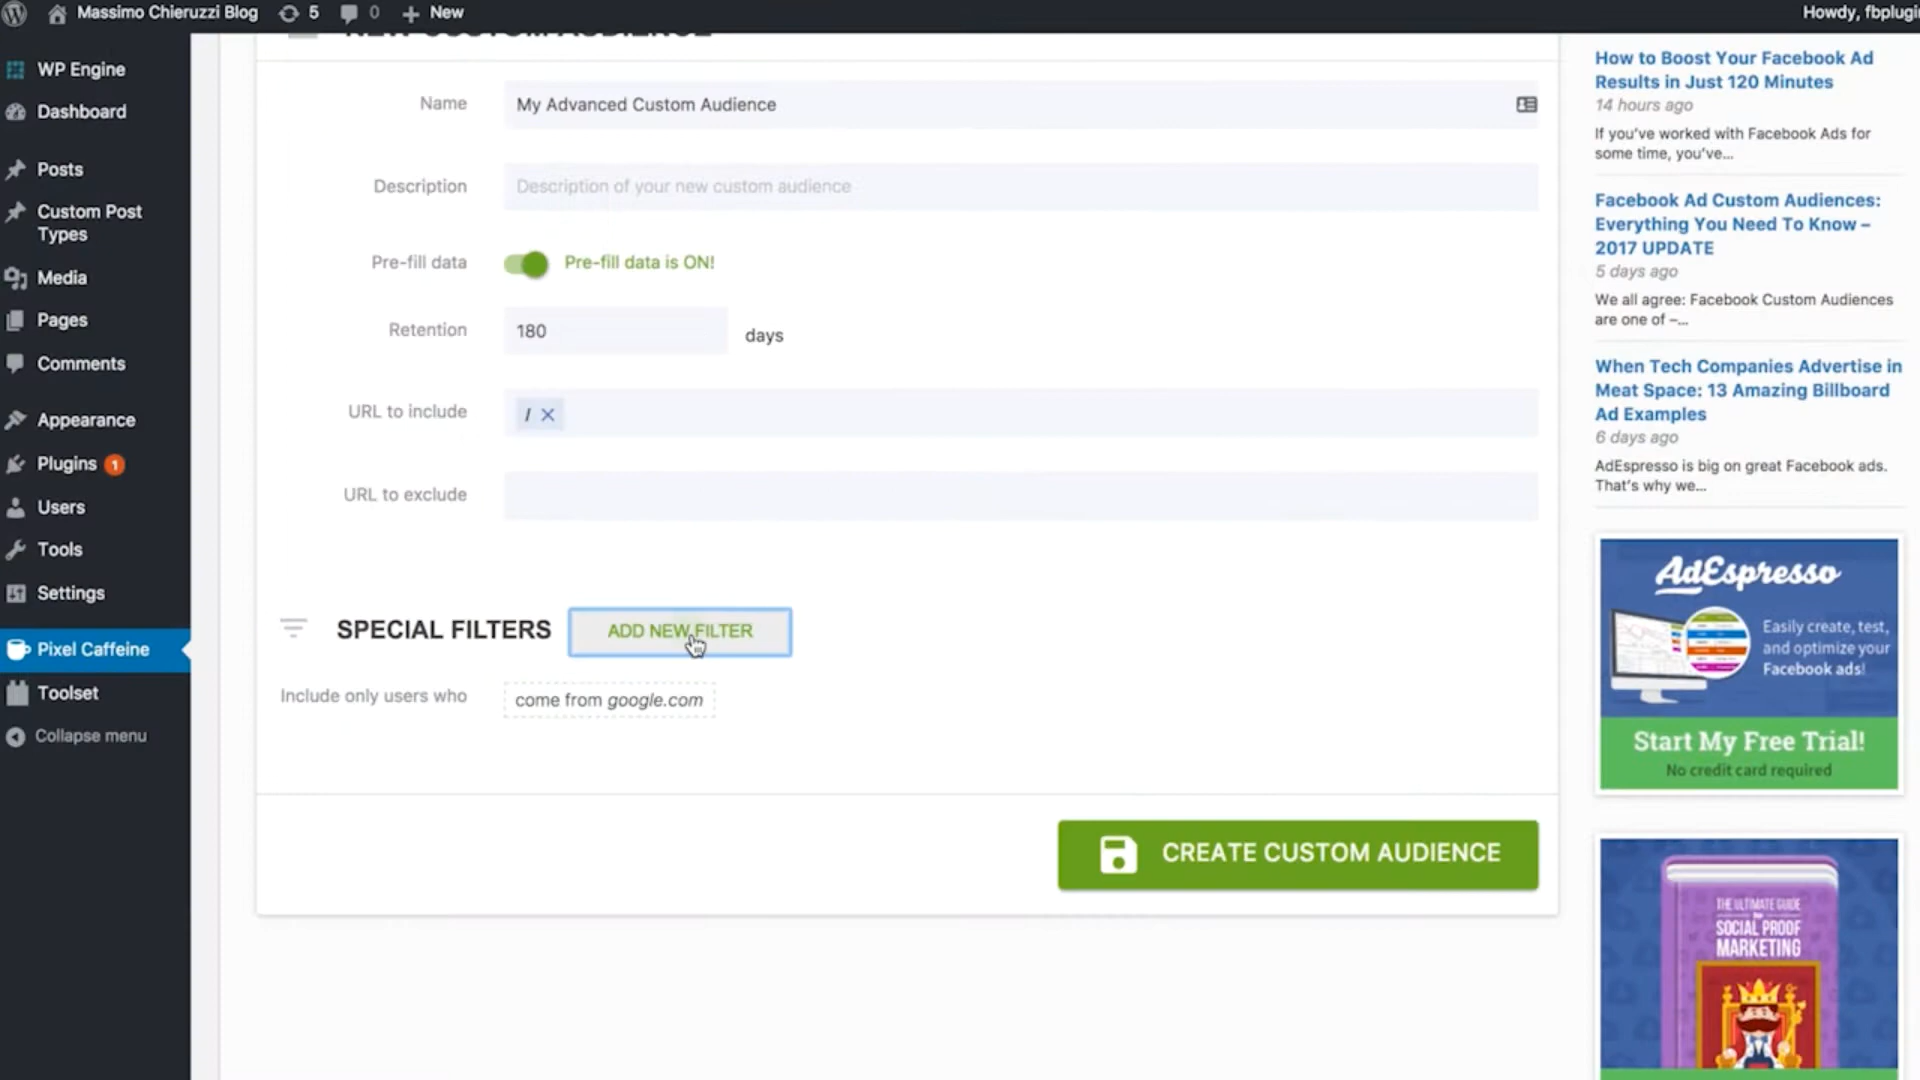 Massimo Chieruzzi Blog
5
0
New
Howdy, fbplugin
WP Engine
Dashboard
Posts
Custom Post
Types
Media
Pages
Comments
Appearance
Plugins 1
Users
Tools
Settings
Pixel Caffeine
Toolset
Collapse menu
NEW CUSTOM AUDIENCE
Name
My Advanced Custom Audience
Description
Description of your new custom audience
Pre-fill data
Pre-fill data is ON!
Retention
180
days
URL to include
/ ×
URL to exclude
SPECIAL FILTERS
ADD NEW FILTER
Include only users who
come from google.com
CREATE CUSTOM AUDIENCE
How to Boost Your Facebook Ad
Results in Just 120 Minutes
14 hours ago
If you've worked with Facebook Ads for
some time, you've...
Facebook Ad Custom Audiences:
Everything You Need To Know –
2017 UPDATE
5 days ago
We all agree: Facebook Custom Audiences
are one of –...
When Tech Companies Advertise in
Meat Space: 13 Amazing Billboard
Ad Examples
6 days ago
AdEspresso is big on great Facebook ads.
That's why we...
AdEspresso
Easily create, test,
and optimize your
Facebook ads!
Start My Free Trial!
No credit card required
THE ULTIMATE GUIDE
SOCIAL PROOF
MARKETING